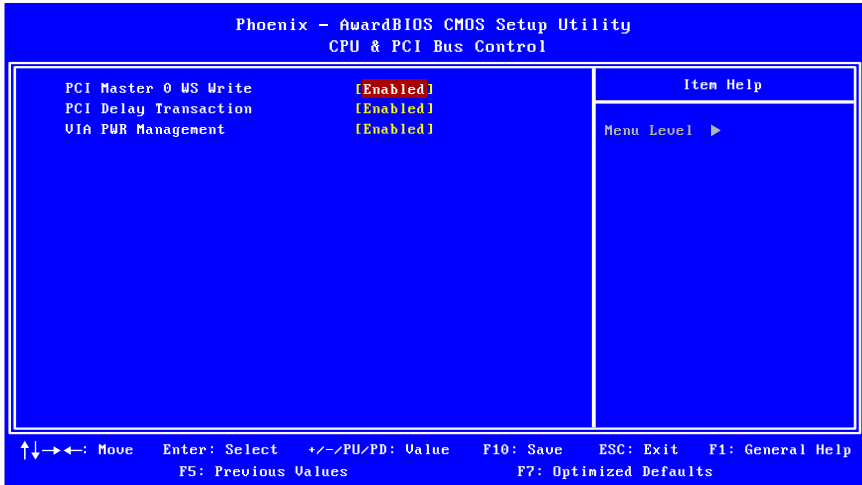 Phoenix – AwardBIOS CMOS Setup Utility
CPU & PCI Bus Control
PCI Master 0 WS Write [Enabled]
PCI Delay Transaction [Enabled]
VIA PWR Management [Enabled]
Item Help
Menu Level ▶
↑↓→←: Move Enter: Select +/-/PU/PD: Value F10: Save ESC: Exit F1: General Help
F5: Previous Values F7: Optimized Defaults